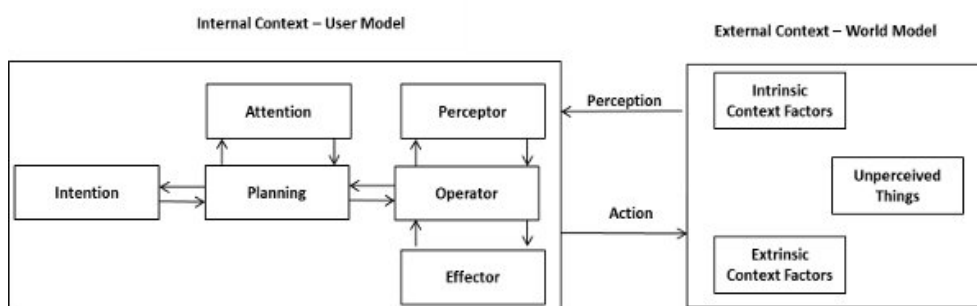 Internal Context – User Model
External Context – World Model
Attention
Perceptor
Intention
Planning
Operator
Effector
Perception
Action
Intrinsic
Context Factors
Unperceived
Things
Extrinsic
Context Factors